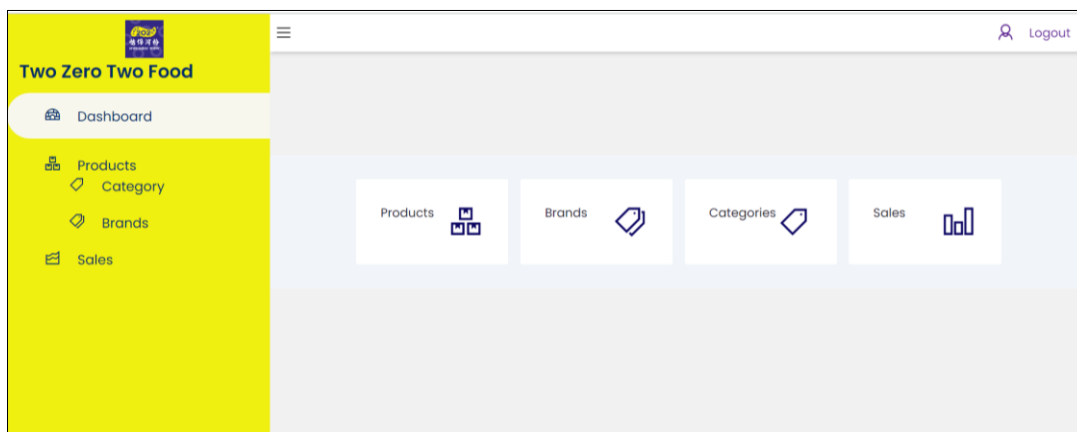 Two Zero Two Food
Logout
Dashboard
Products
Category
Brands
Sales
Products
Brands
Categories
Sales